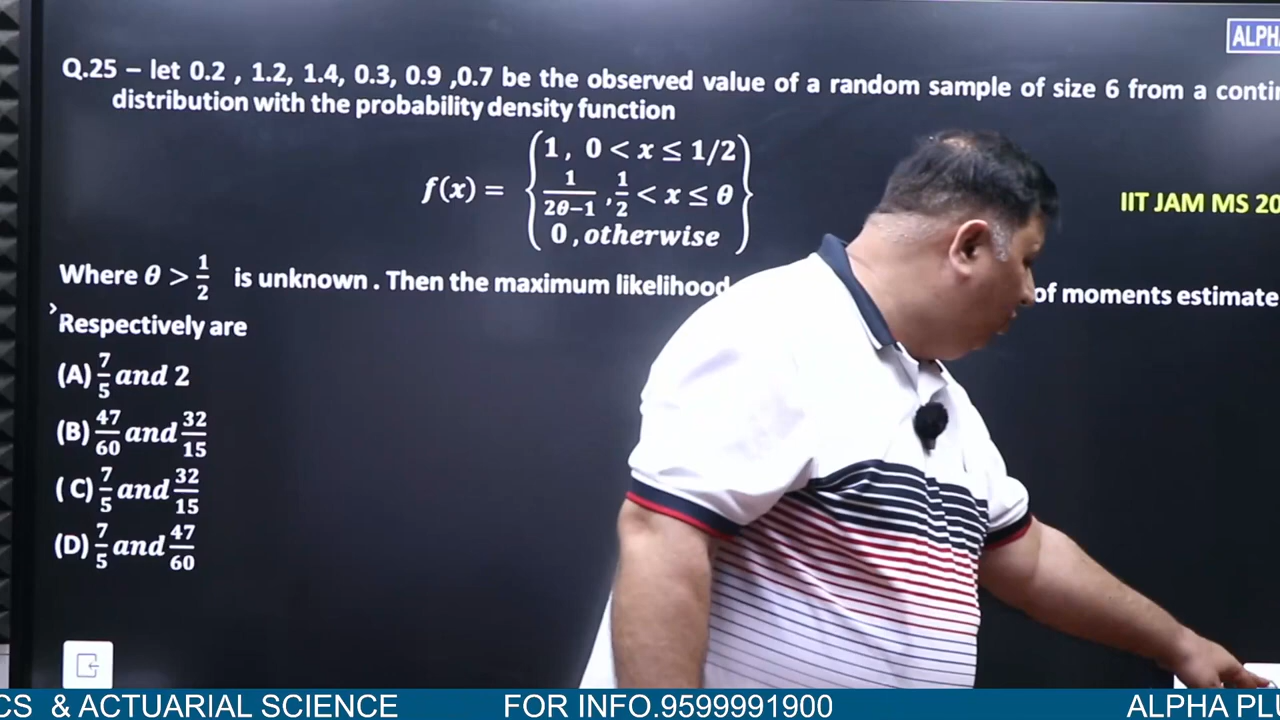 ALPH
Q.25 – let 0.2 , 1.2, 1.4, 0.3, 0.9 ,0.7 be the observed value of a random sample of size 6 from a contin
distribution with the probability density function
f(x) = { 1 , 0 < x ≤ 1/2
1/(2θ−1) , 1/2 < x ≤ θ
0 , otherwise }
IIT JAM MS 20
Where θ > 1/2 is unknown . Then the maximum likelihood of moments estimate
Respectively are
(A) 7/5 and 2
(B) 47/60 and 32/15
( C) 7/5 and 32/15
(D) 7/5 and 47/60
CS & ACTUARIAL SCIENCE FOR INFO.9599991900 ALPHA PLU